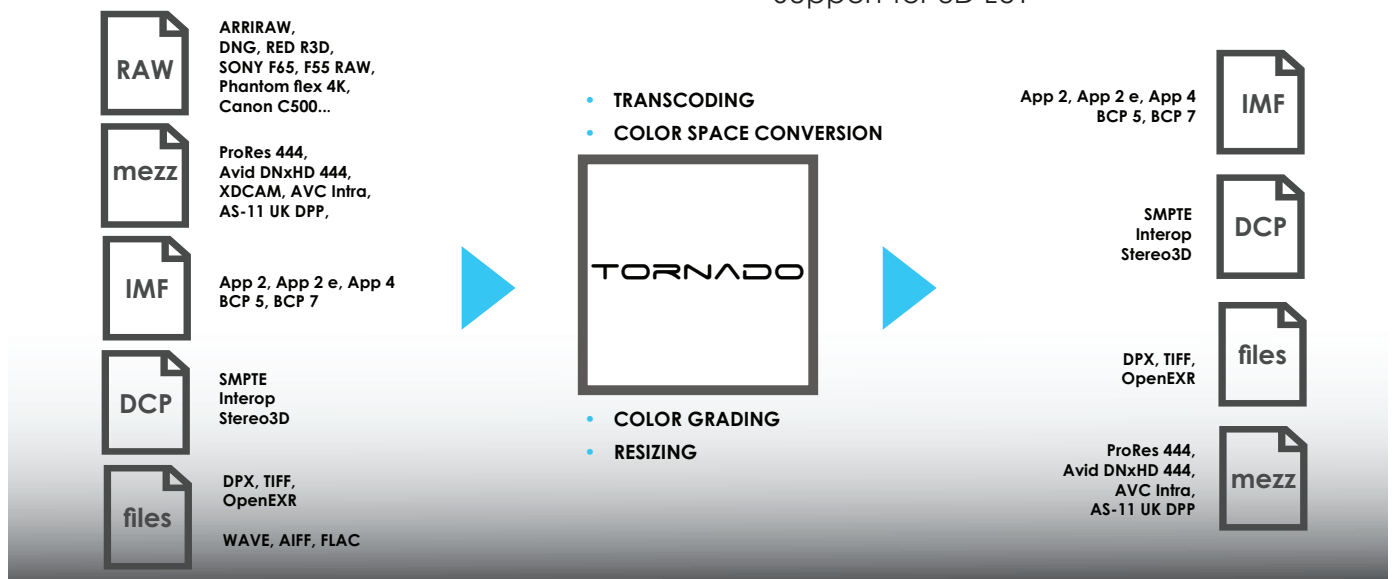 Support for 3D LUT
RAW
ARRIRAW,
DNG, RED R3D,
SONY F65, F55 RAW,
Phantom flex 4K,
Canon C500...
mezz
ProRes 444,
Avid DNxHD 444,
XDCAM, AVC Intra,
AS-11 UK DPP,
IMF
App 2, App 2 e, App 4
BCP 5, BCP 7
DCP
SMPTE
Interop
Stereo3D
files
DPX, TIFF,
OpenEXR
WAVE, AIFF, FLAC
• TRANSCODING
• COLOR SPACE CONVERSION
TORNADO
• COLOR GRADING
• RESIZING
App 2, App 2 e, App 4
BCP 5, BCP 7
IMF
SMPTE
Interop
Stereo3D
DCP
DPX, TIFF,
OpenEXR
files
ProRes 444,
Avid DNxHD 444,
AVC Intra,
AS-11 UK DPP
mezz